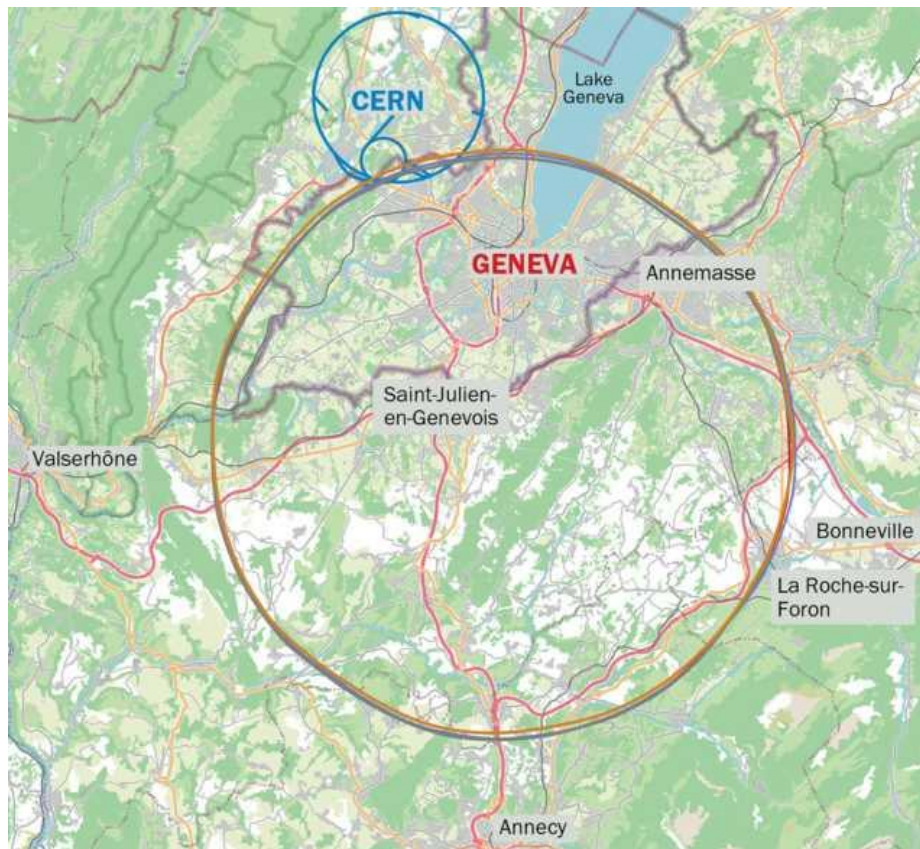 Lake
Geneva
CERN
GENEVA
Annemasse
Saint-Julien-
en-Genevois
Valserhône
Bonneville
La Roche-sur-
Foron
Annecy